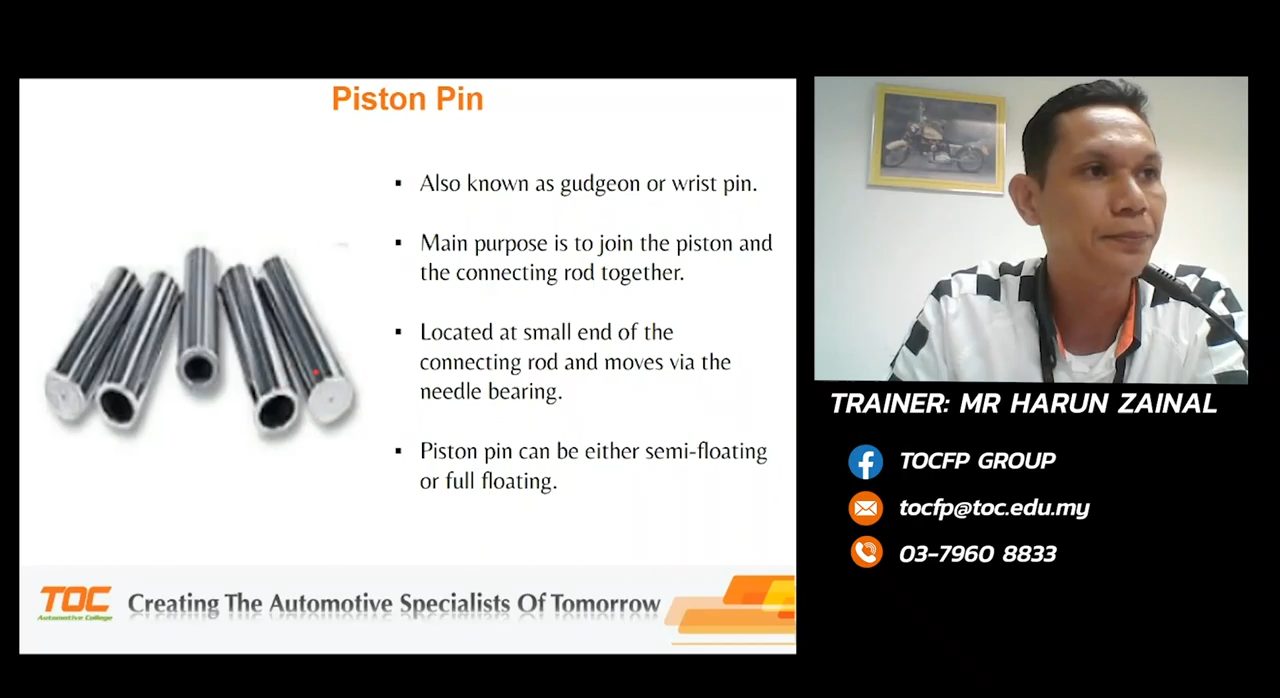 Piston Pin
▪ Also known as gudgeon or wrist pin.
▪ Main purpose is to join the piston and
the connecting rod together.
▪ Located at small end of the
connecting rod and moves via the
needle bearing.
▪ Piston pin can be either semi-floating
or full floating.
TOC
Automotive College
Creating The Automotive Specialists Of Tomorrow
TRAINER: MR HARUN ZAINAL
TOCFP GROUP
tocfp@toc.edu.my
03-7960 8833